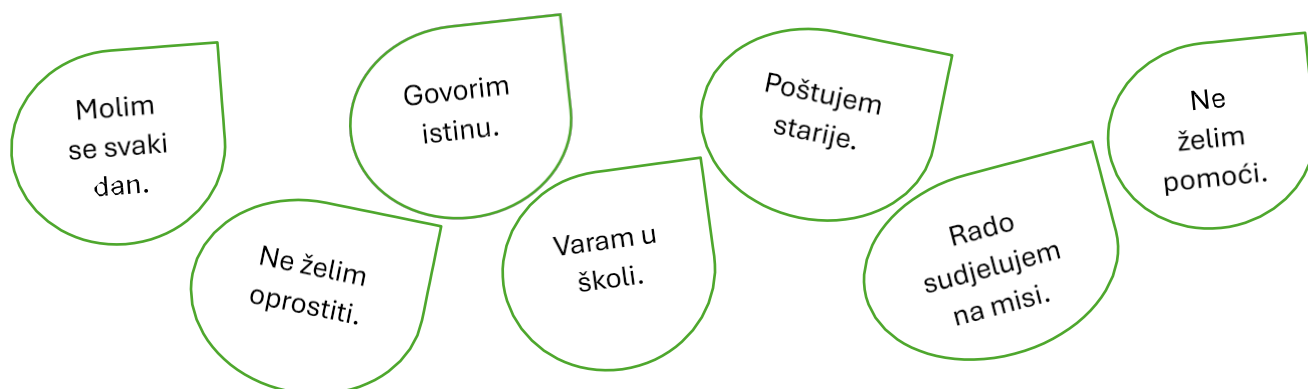 Molim
se svaki
dan.
Ne želim
oprostiti.
Govorim
istinu.
Varam u
školi.
Poštujem
starije.
Rado
sudjelujem
na misi.
Ne
želim
pomoći.